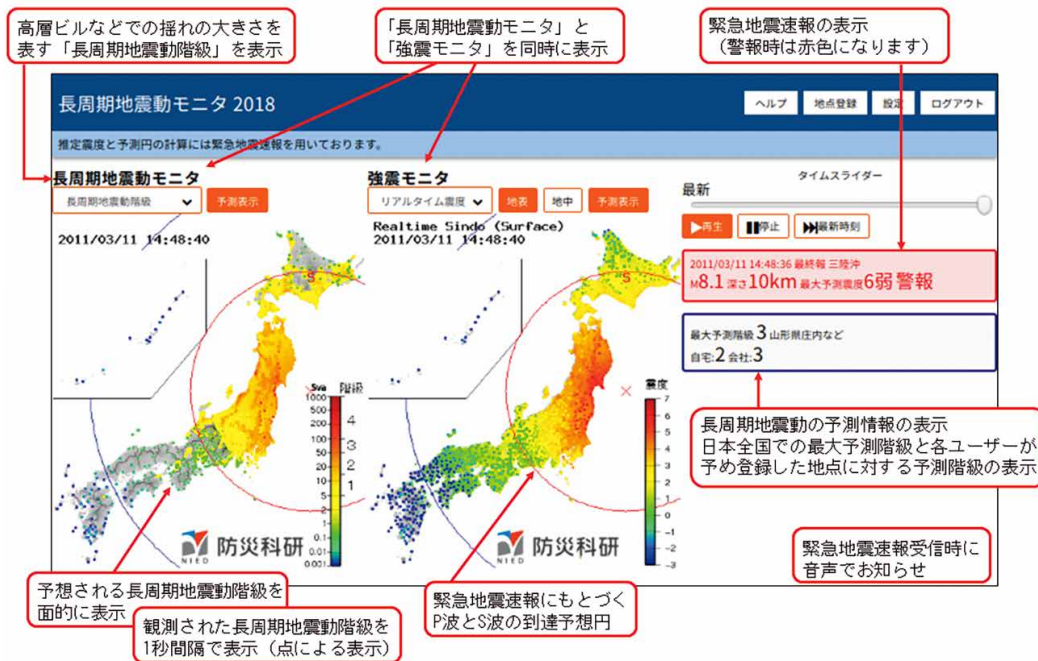 高層ビルなどでの揺れの大きさを
表す「長周期地震動階級」を表示
「長周期地震動モニタ」と
「強震モニタ」を同時に表示
緊急地震速報の表示
（警報時は赤色になります）
長周期地震動モニタ 2018
ヘルプ
地点登録
設定
ログアウト
推定震度と予測円の計算には緊急地震速報を用いております。
長周期地震動モニタ
長周期地震動階級
予測表示
2011/03/11 14:48:40
強震モニタ
リアルタイム震度
地表
地中
予測表示
Realtime Sindo (Surface)
2011/03/11 14:48:40
タイムスライダー
最新
再生
停止
最新時刻
2011/03/11 14:48:36 最終報 三陸沖
M8.1 深さ10km 最大予測震度6弱 警報
最大予測階級 3 山形県庄内など
自宅:2 会社:3
S
Sva 階級
1000
500
200
100
50
20
10
5
2
1
0.1
0.01
0.001
4
3
2
1
防災科研
NIED
S
震度
7
6
5
4
3
2
1
0
-1
-2
-3
防災科研
NIED
長周期地震動の予測情報の表示
日本全国での最大予測階級と各ユーザーが
予め登録した地点に対する予測階級の表示
緊急地震速報受信時に
音声でお知らせ
予想される長周期地震動階級を
面的に表示
観測された長周期地震動階級を
1秒間隔で表示（点による表示）
緊急地震速報にもとづく
P波とS波の到達予想円